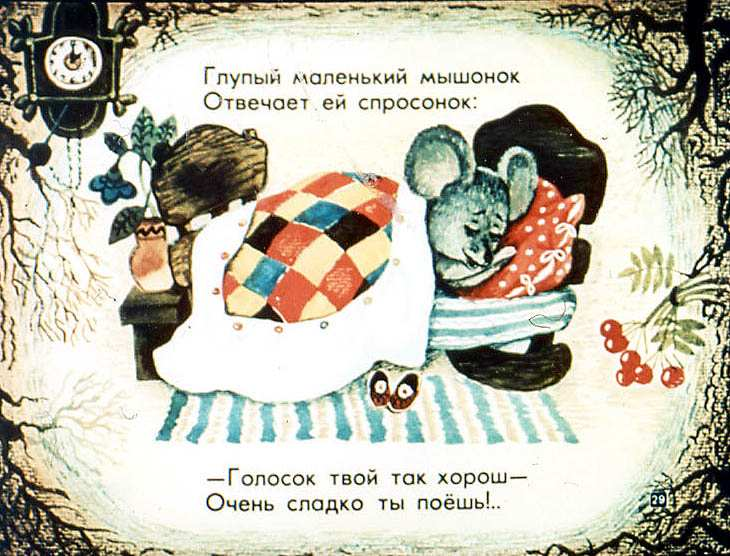 Глупый маленький мышонок
Отвечает ей спросонок:
—Голосок твой так хорош—
Очень сладко ты поёшь!..
29